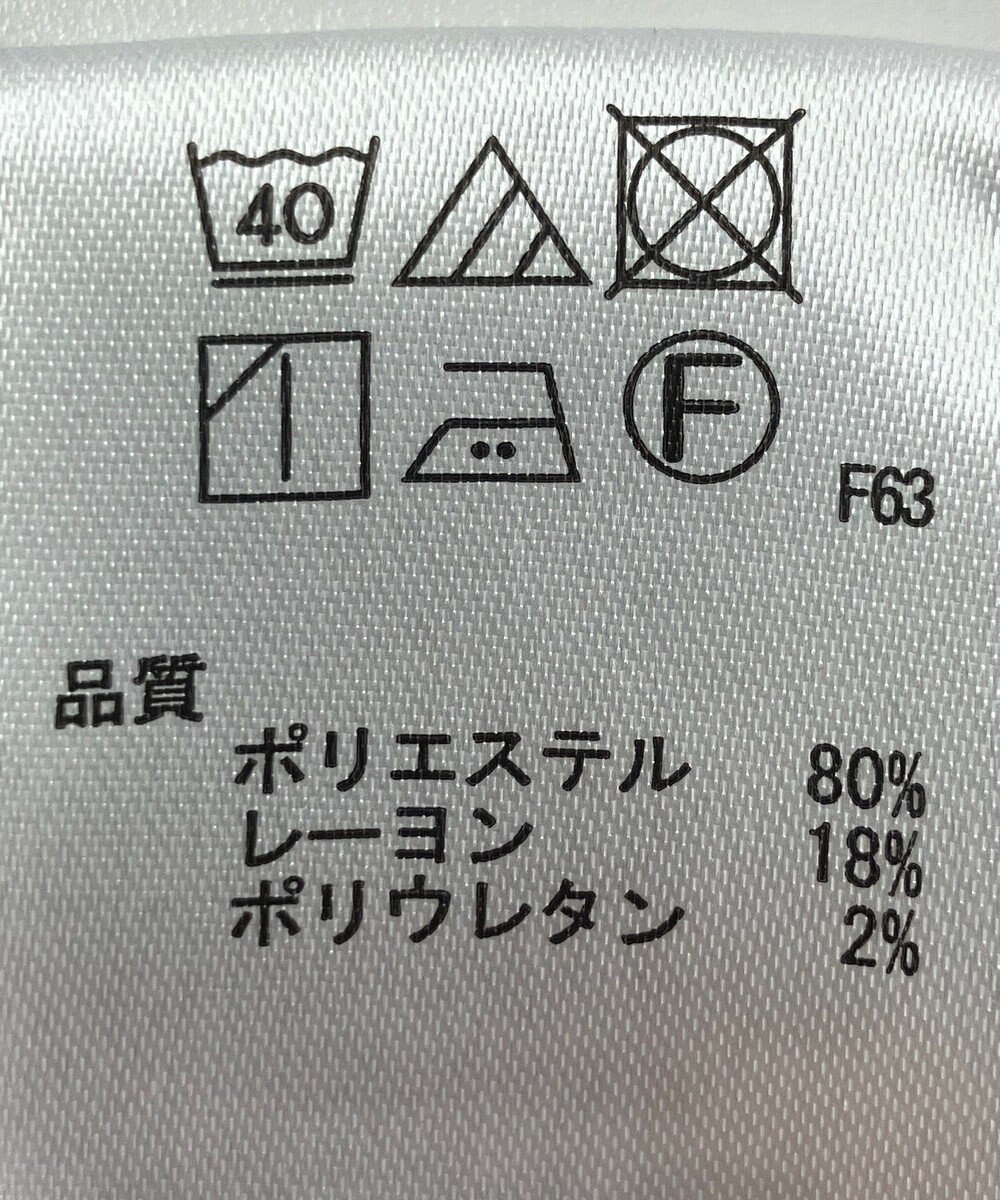 40
F
F63
品質
ポリエステル 80%
レーヨン 18%
ポリウレタン 2%